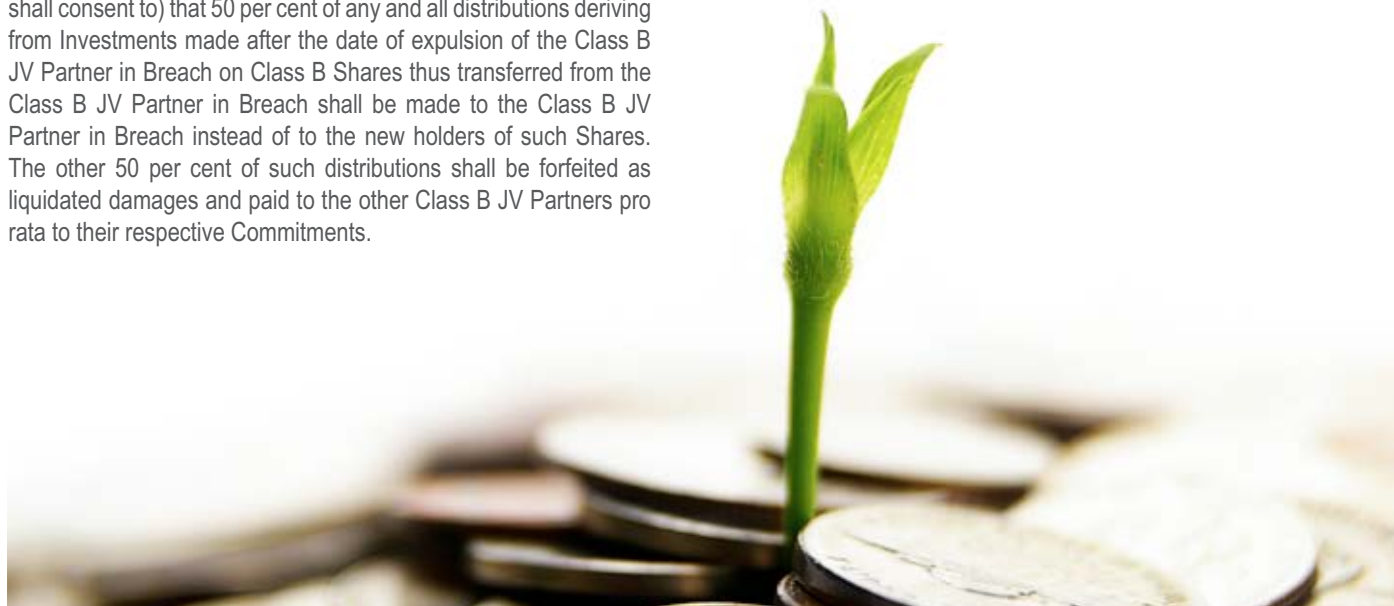 shall consent to) that 50 per cent of any and all distributions deriving
from Investments made after the date of expulsion of the Class B
JV Partner in Breach on Class B Shares thus transferred from the
Class B JV Partner in Breach shall be made to the Class B JV
Partner in Breach instead of to the new holders of such Shares.
The other 50 per cent of such distributions shall be forfeited as
liquidated damages and paid to the other Class B JV Partners pro
rata to their respective Commitments.